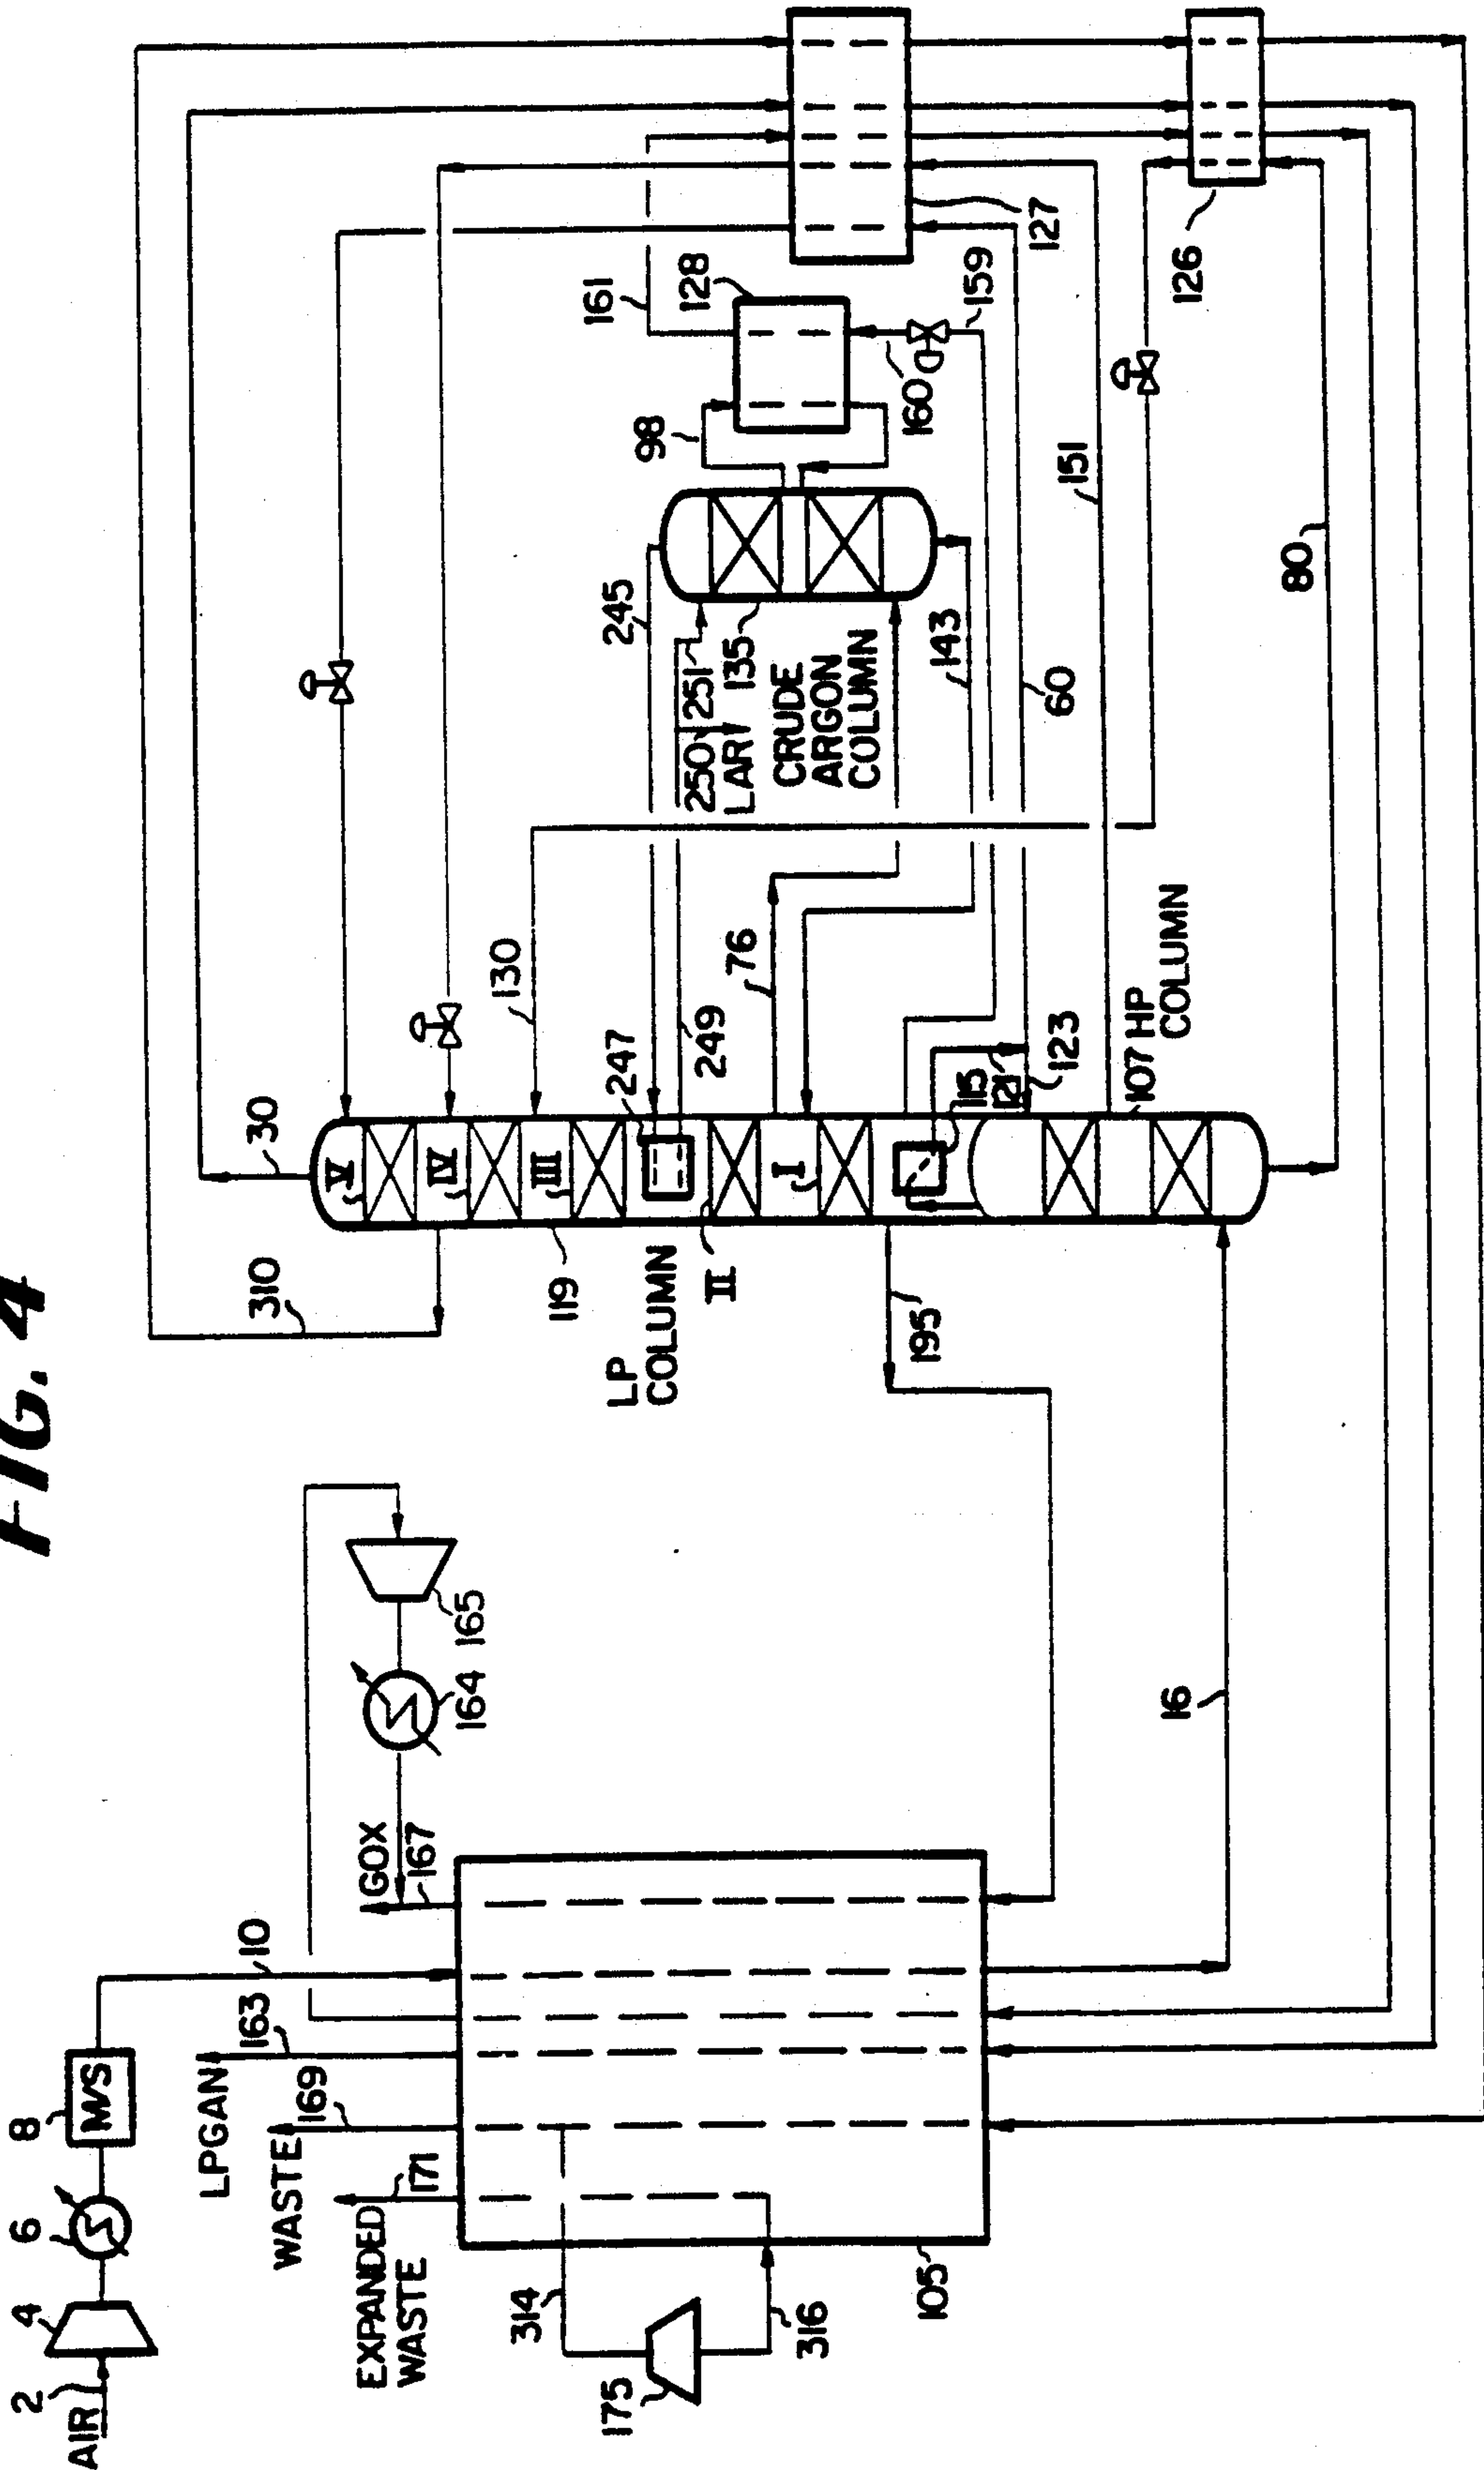 FIG. 4
AIR
2
4
6
8
M/S
10
163
LPGAN
169
WASTE
171
EXPANDED
WASTE
314
175
316
105
GOX
167
164
165
16
195
310
30
119
LP
COLUMN
V
IV
III
II
I
247
249
130
76
115
121
123
107 HP
COLUMN
245
250
251
LAR
135
CRUDE
ARGON
COLUMN
143
60
151
80
98
128
161
160
159
127
126